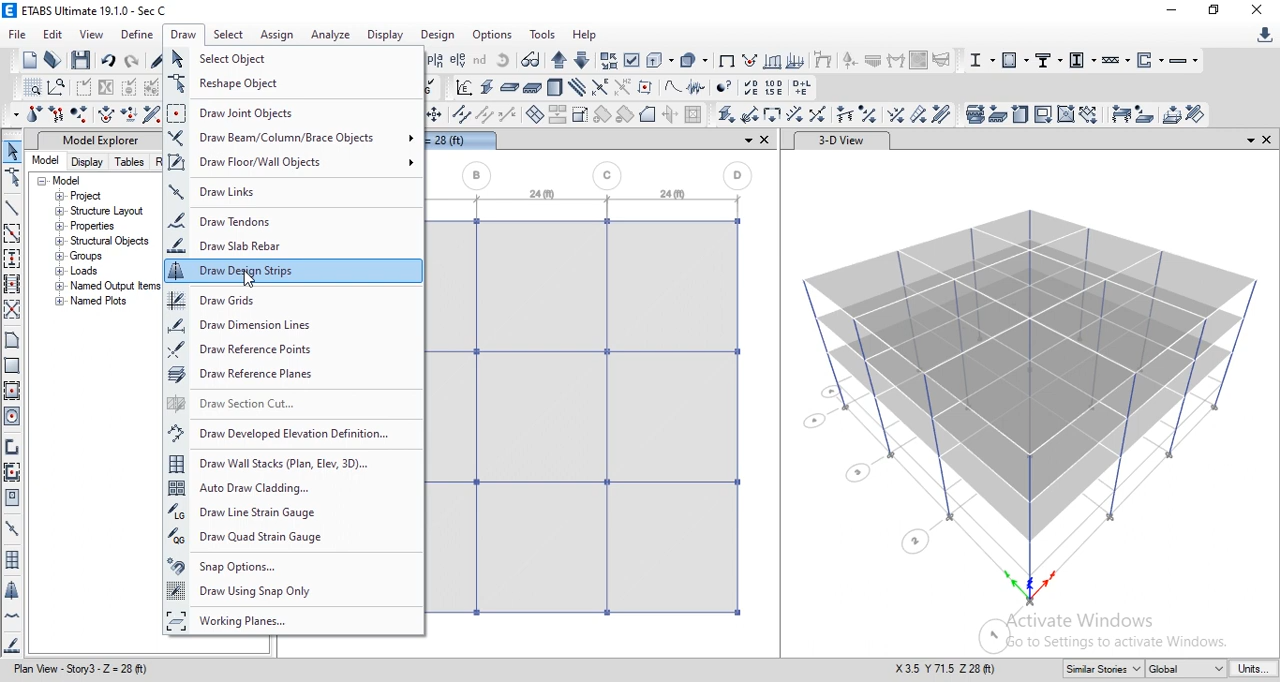 ETABS Ultimate 19.1.0 - Sec C
File Edit View Define Draw Select Assign Analyze Display Design Options Tools Help
nd
Model Explorer
= 28 (ft)
3-D View
Model Display Tables R
Model
Project
Structure Layout
Properties
Structural Objects
Groups
Loads
Named Output Items
Named Plots
Select Object
Reshape Object
Draw Joint Objects
Draw Beam/Column/Brace Objects
Draw Floor/Wall Objects
Draw Links
Draw Tendons
Draw Slab Rebar
Draw Design Strips
Draw Grids
Draw Dimension Lines
Draw Reference Points
Draw Reference Planes
Draw Section Cut...
Draw Developed Elevation Definition...
Draw Wall Stacks (Plan, Elev, 3D)...
Auto Draw Cladding...
LG Draw Line Strain Gauge
QG Draw Quad Strain Gauge
Snap Options...
Draw Using Snap Only
Working Planes...
B C D
24 (ft) 24 (ft)
Activate Windows
Go to Settings to activate Windows.
Plan View - Story3 - Z = 28 (ft)
X 3.5 Y 71.5 Z 28 (ft)
Similar Stories
Global
Units...